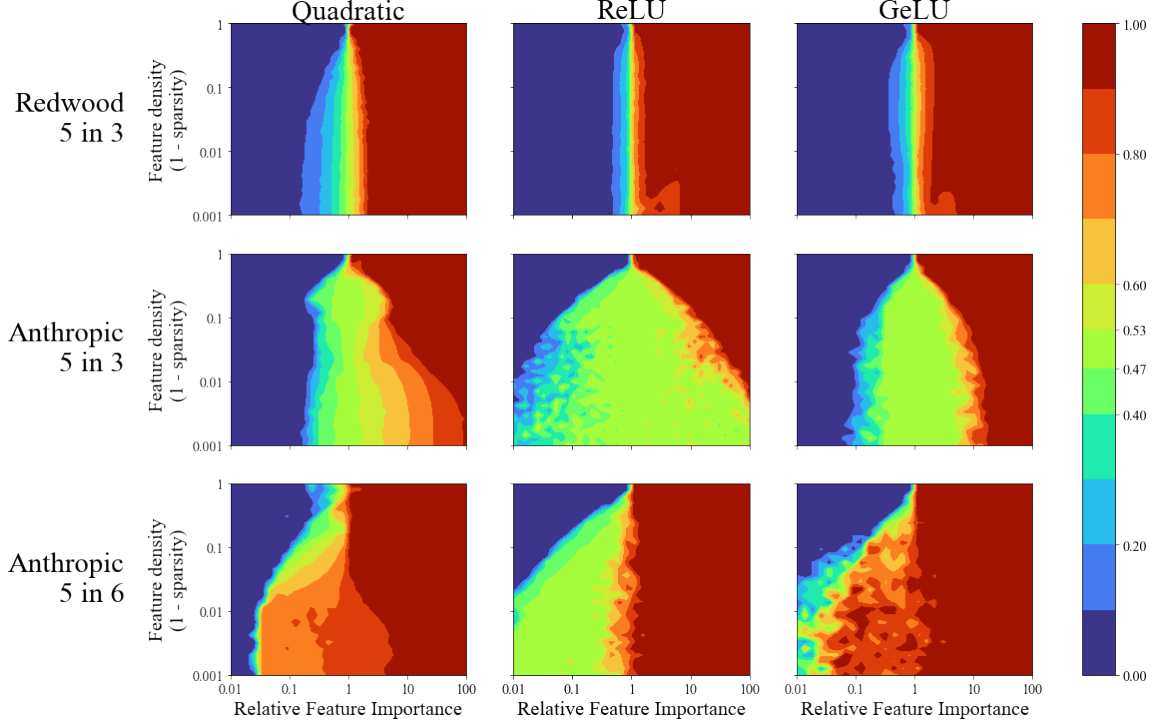 Quadratic
ReLU
GeLU
Redwood
5 in 3
Feature density
(1 - sparsity)
1
0.1
0.01
0.001
1.00
0.80
0.60
0.53
0.47
0.40
0.20
0.00
Anthropic
5 in 3
Feature density
(1 - sparsity)
1
0.1
0.01
0.001
0.01
0.1
1
10
100
0.01
0.1
1
10
100
0.01
0.1
1
10
100
Anthropic
5 in 6
Feature density
(1 - sparsity)
1
0.1
0.01
0.001
Relative Feature Importance
Relative Feature Importance
Relative Feature Importance